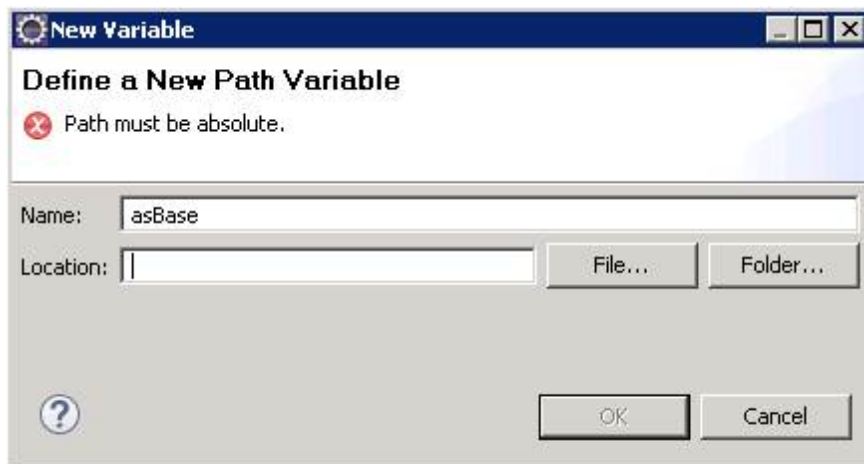 New Variable
Define a New Path Variable
Path must be absolute.
Name: asBase
Location: File... Folder...
? OK Cancel